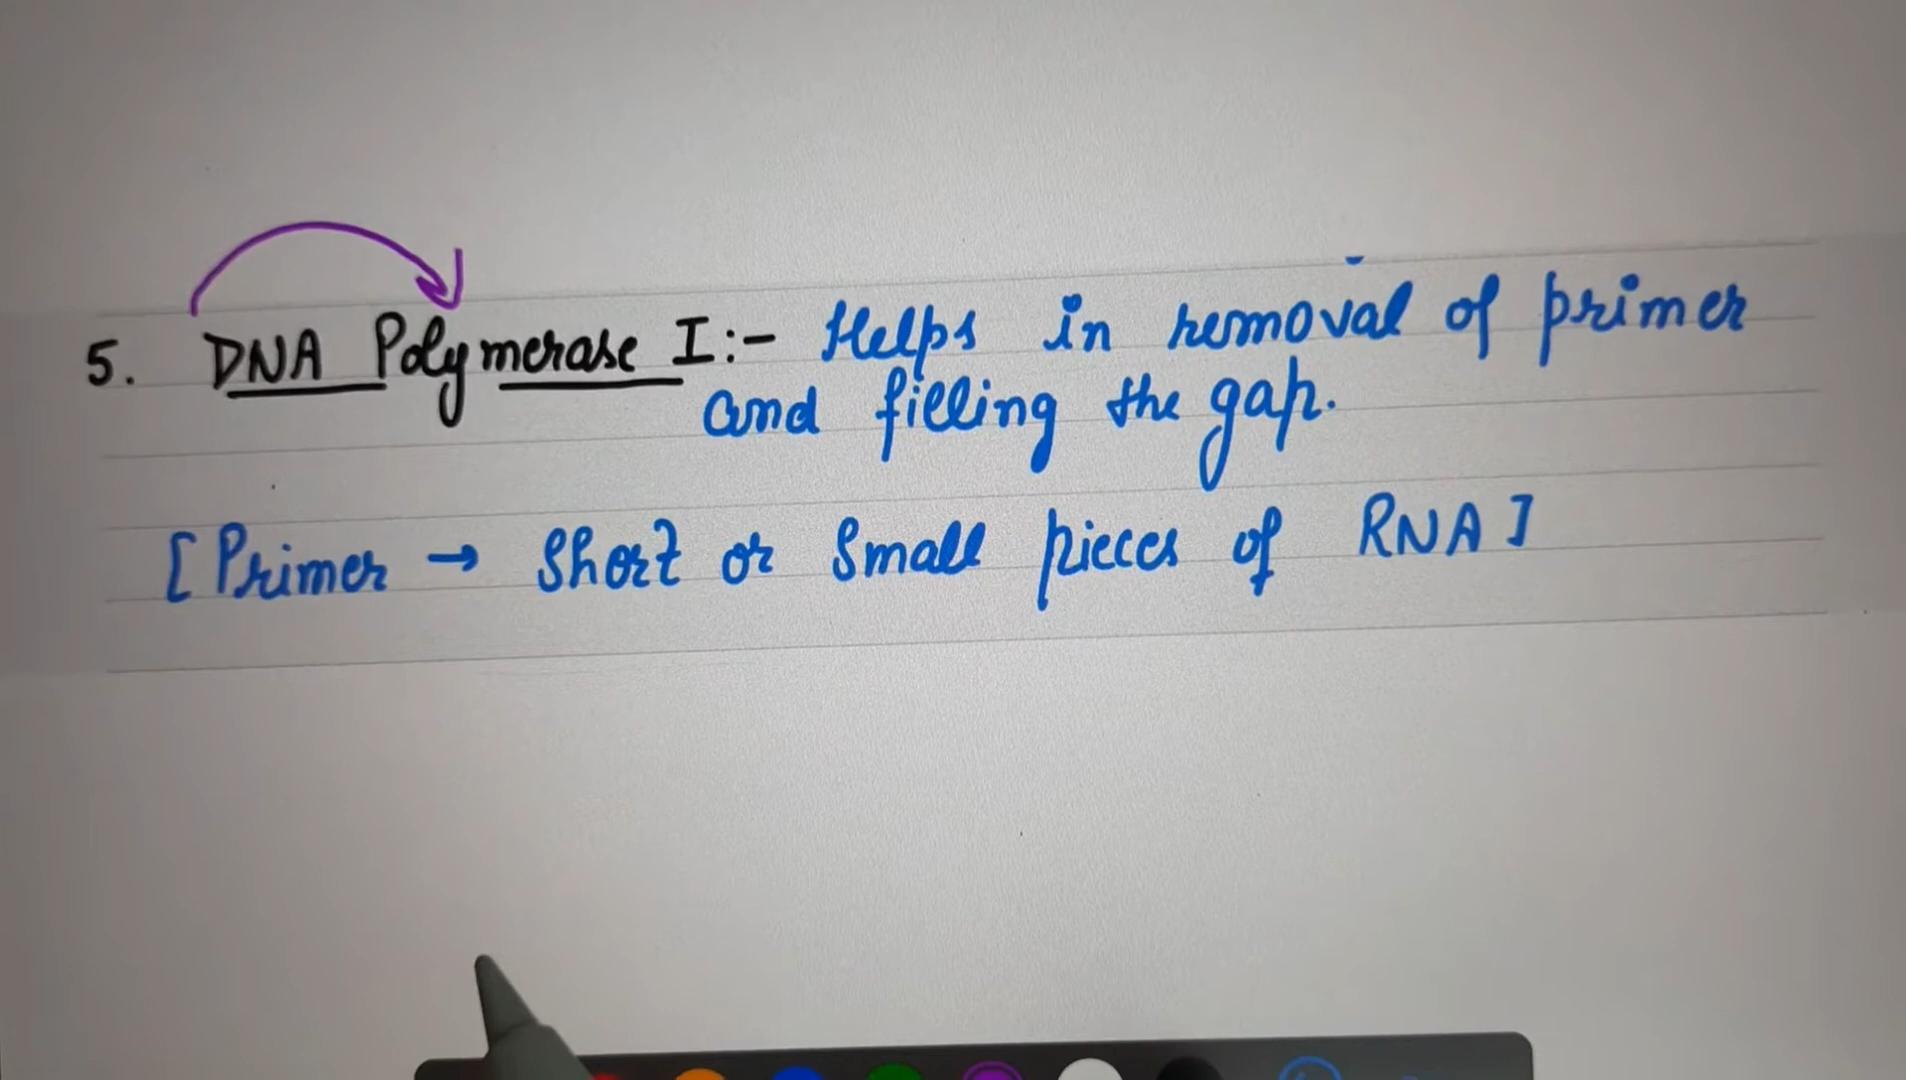 5. DNA Polymerase I:- Helps in removal of primer
and filling the gap.
[Primer → Short or Small pieces of RNA]